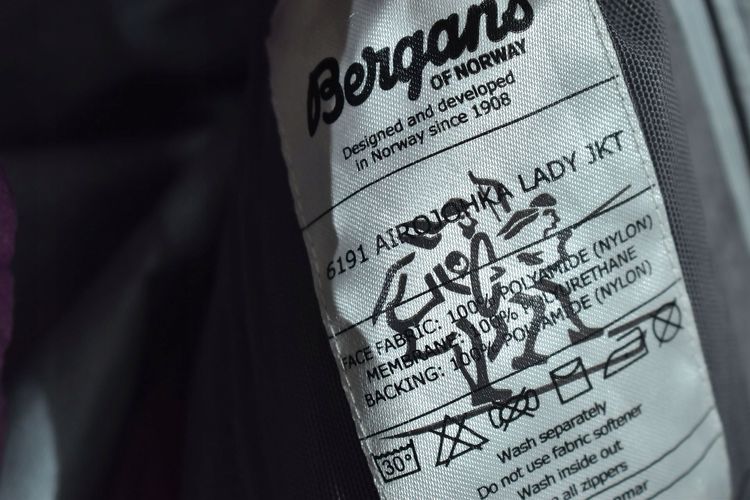 Bergans
OF NORWAY
Designed and developed
in Norway since 1908
6191 AIROJOHKA LADY JKT
FACE FABRIC: 100% POLYAMIDE (NYLON)
MEMBRANE: 100% POLYURETHANE
BACKING: 100% POLYAMIDE (NYLON)
30°
Wash separately
Do not use fabric softener
Wash inside out
all zippers